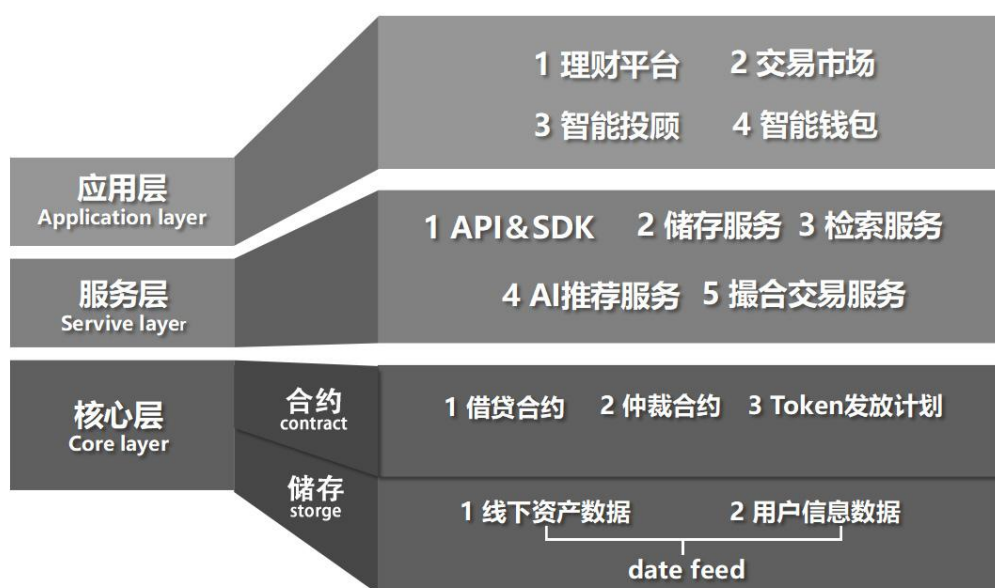 1 理财平台 2 交易市场
3 智能投顾 4 智能钱包
应用层
Application layer
1 API&SDK 2 储存服务 3 检索服务
4 AI推荐服务 5 撮合交易服务
服务层
Servive layer
核心层
Core layer
合约
contract
1 借贷合约 2 仲裁合约 3 Token发放计划
储存
storge
1 线下资产数据 2 用户信息数据
date feed